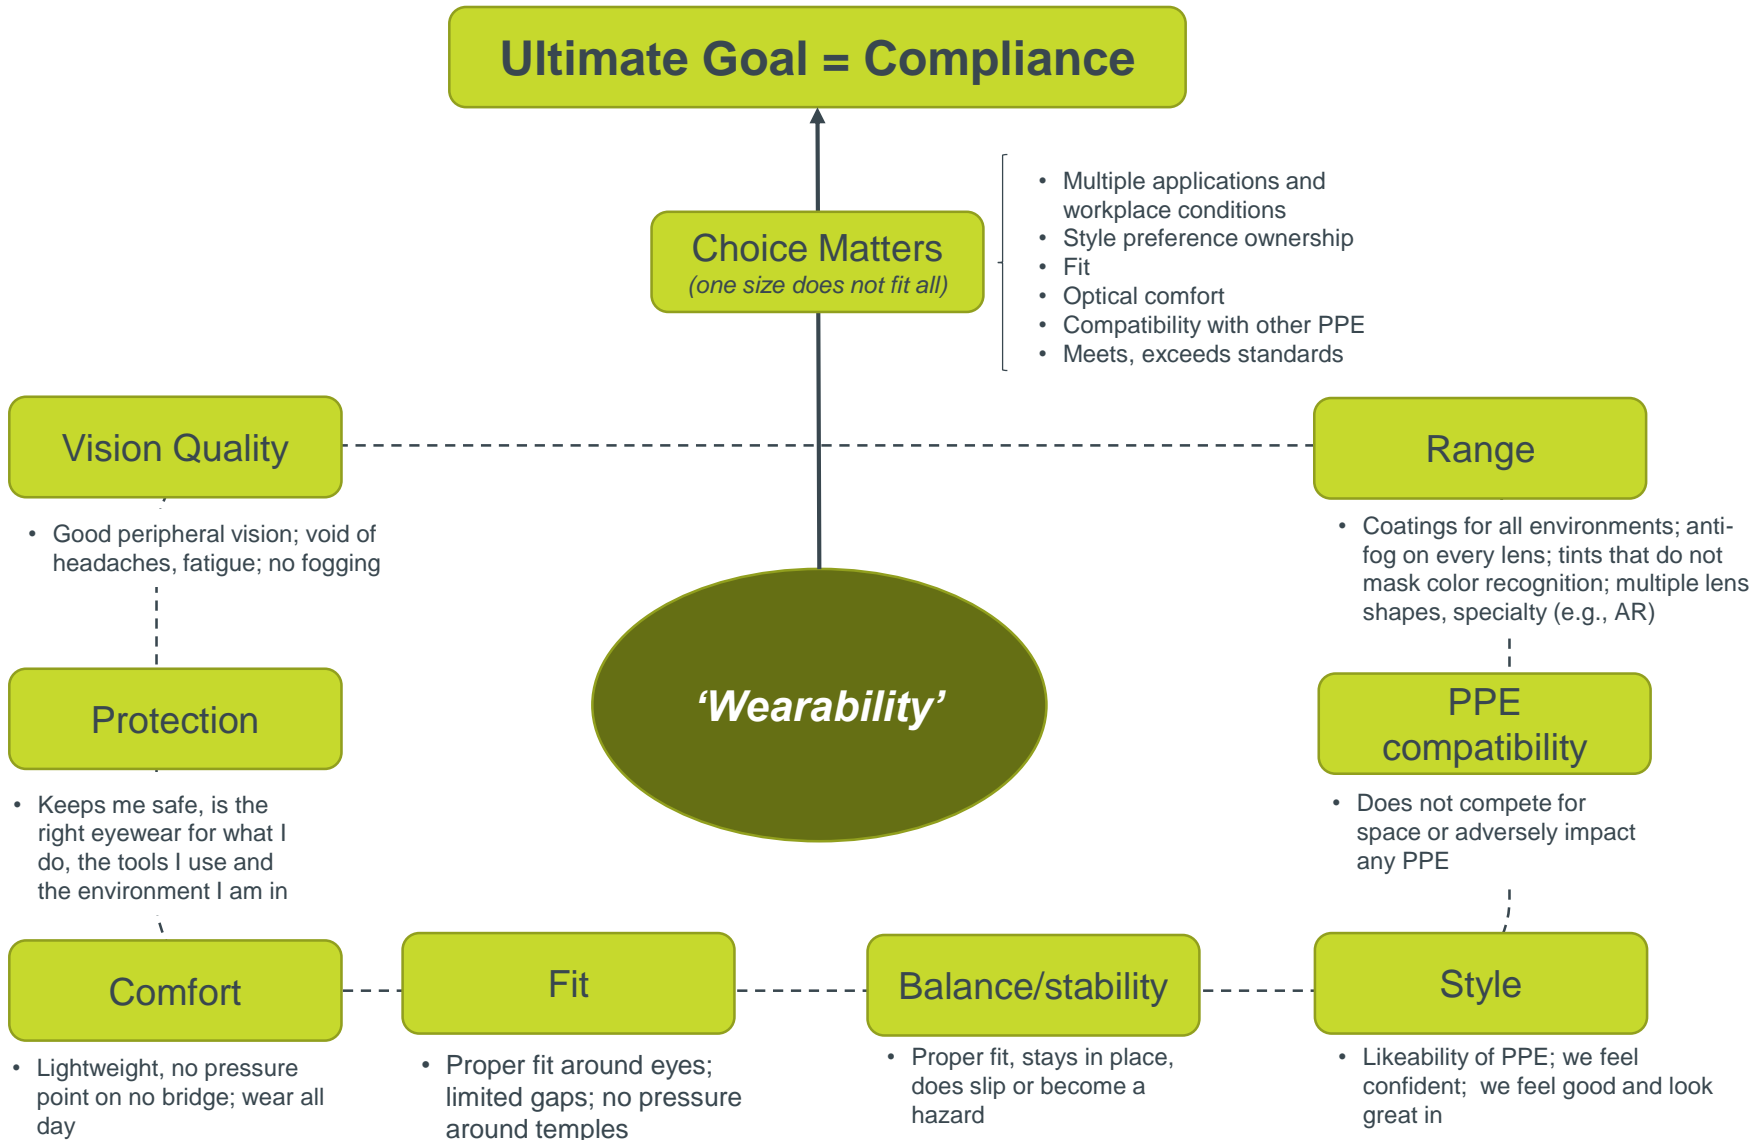 Ultimate Goal = Compliance
Choice Matters
(one size does not fit all)
• Multiple applications and
workplace conditions
• Style preference ownership
• Fit
• Optical comfort
• Compatibility with other PPE
• Meets, exceeds standards
Vision Quality
• Good peripheral vision; void of
headaches, fatigue; no fogging
Range
• Coatings for all environments; anti-
fog on every lens; tints that do not
mask color recognition; multiple lens
shapes, specialty (e.g., AR)
‘Wearability’
Protection
• Keeps me safe, is the
right eyewear for what I
do, the tools I use and
the environment I am in
PPE
compatibility
• Does not compete for
space or adversely impact
any PPE
Comfort
• Lightweight, no pressure
point on no bridge; wear all
day
Fit
• Proper fit around eyes;
limited gaps; no pressure
around temples
Balance/stability
• Proper fit, stays in place,
does slip or become a
hazard
Style
• Likeability of PPE; we feel
confident;  we feel good and look
great in